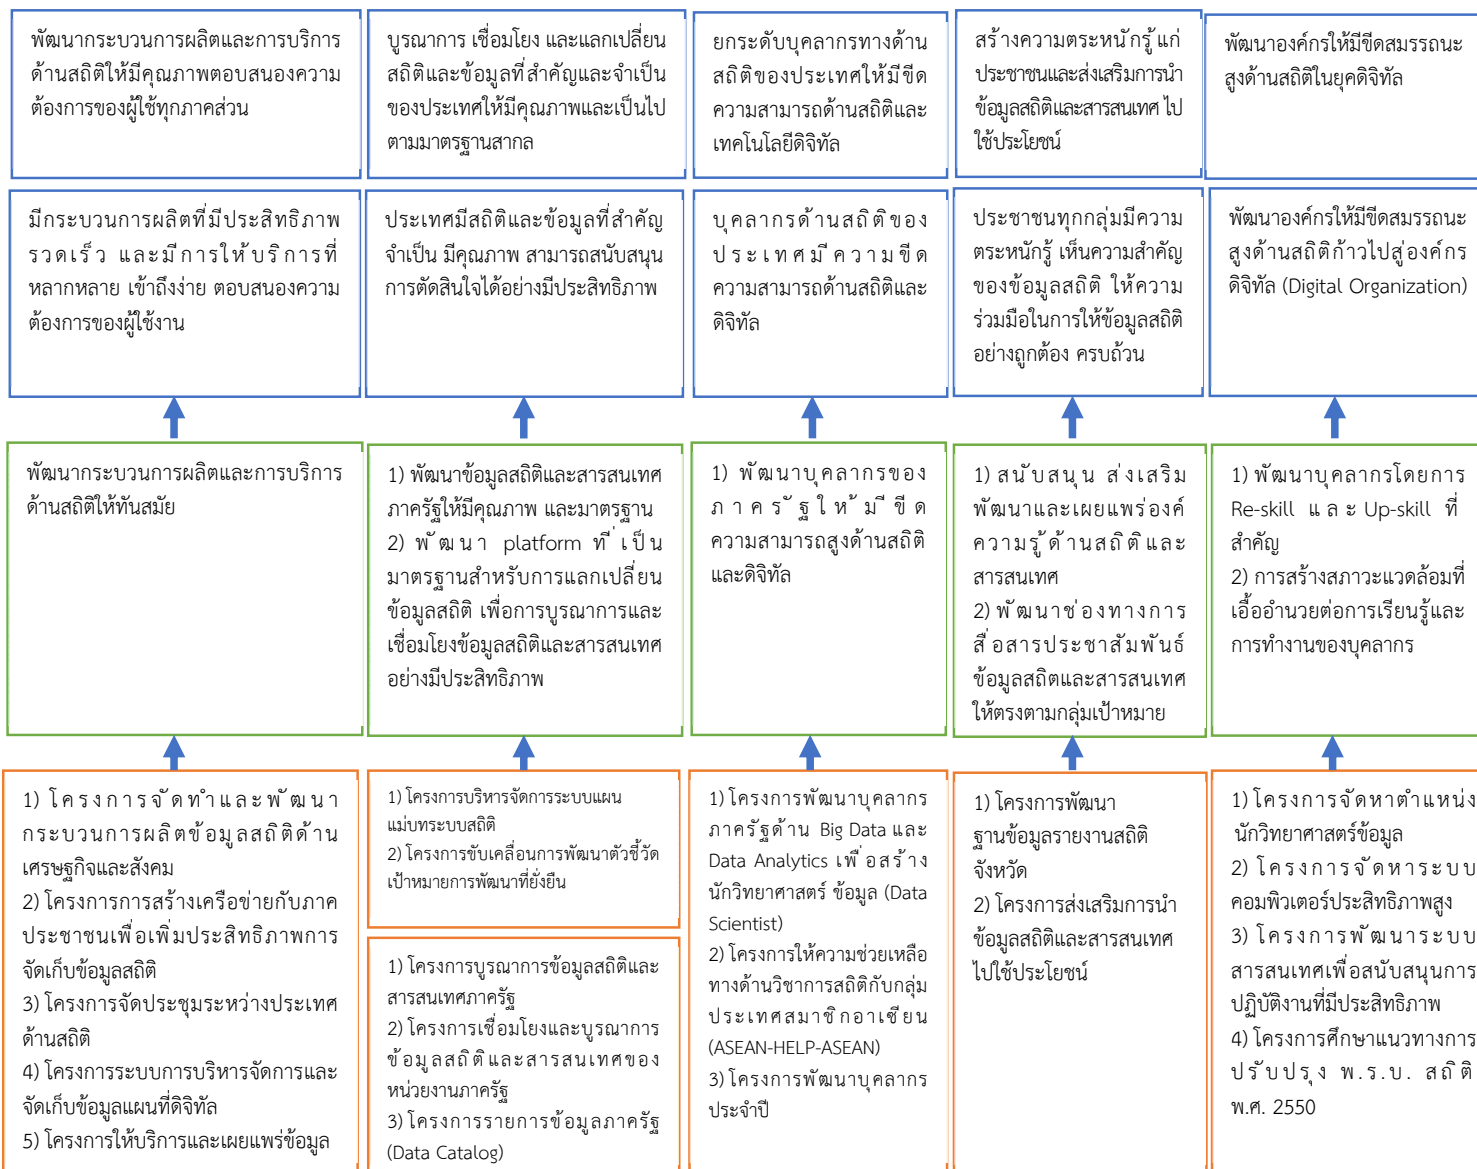 พัฒนากระบวนการผลิตและการบริการ
ด้านสถิติให้มีคุณภาพตอบสนองความ
ต้องการของผู้ใช้ทุกภาคส่วน
บูรณาการ เชื่อมโยง และแลกเปลี่ยน
สถิติและข้อมูลที่สำคัญและจำเป็น
ของประเทศให้มีคุณภาพและเป็นไป
ตามมาตรฐานสากล
ยกระดับบุคลากรทางด้าน
สถิติของประเทศให้มีขีด
ความสามารถด้านสถิติและ
เทคโนโลยีดิจิทัล
สร้างความตระหนักรู้แก่
ประชาชนและส่งเสริมการนำ
ข้อมูลสถิติและสารสนเทศ ไป
ใช้ประโยชน์
พัฒนาองค์กรให้มีขีดสมรรถนะ
สูงด้านสถิติในยุคดิจิทัล
มีกระบวนการผลิตที่มีประสิทธิภาพ
รวดเร็ว และมีการให้บริการที่
หลากหลาย เข้าถึงง่าย ตอบสนองความ
ต้องการของผู้ใช้งาน
ประเทศมีสถิติและข้อมูลที่สำคัญ
จำเป็น มีคุณภาพ สามารถสนับสนุน
การตัดสินใจได้อย่างมีประสิทธิภาพ
บุคลากรด้านสถิติของ
ประเทศมีความขีด
ความสามารถด้านสถิติและ
ดิจิทัล
ประชาชนทุกกลุ่มมีความ
ตระหนักรู้ เห็นความสำคัญ
ของข้อมูลสถิติ ให้ความ
ร่วมมือในการให้ข้อมูลสถิติ
อย่างถูกต้อง ครบถ้วน
พัฒนาองค์กรให้มีขีดสมรรถนะ
สูงด้านสถิติก้าวไปสู่องค์กร
ดิจิทัล (Digital Organization)
พัฒนากระบวนการผลิตและการบริการ
ด้านสถิติให้ทันสมัย
1) พัฒนาข้อมูลสถิติและสารสนเทศ
ภาครัฐให้มีคุณภาพ และมาตรฐาน
2) พัฒนา platform ที่เป็น
มาตรฐานสำหรับการแลกเปลี่ยน
ข้อมูลสถิติ เพื่อการบูรณาการและ
เชื่อมโยงข้อมูลสถิติและสารสนเทศ
อย่างมีประสิทธิภาพ
1) พัฒนาบุคลากรของ
ภาครัฐให้มีขีด
ความสามารถสูงด้านสถิติ
และดิจิทัล
1) สนับสนุน ส่งเสริม
พัฒนาและเผยแพร่องค์
ความรู้ด้านสถิติและ
สารสนเทศ
2) พัฒนาช่องทางการ
สื่อสารประชาสัมพันธ์
ข้อมูลสถิตและสารสนเทศ
ให้ตรงตามกลุ่มเป้าหมาย
1) พัฒนาบุคลากรโดยการ
Re-skill และ Up-skill ที่
สำคัญ
2) การสร้างสภาวะแวดล้อมที่
เอื้ออำนวยต่อการเรียนรู้และ
การทำงานของบุคลากร
1) โครงการจัดทำและพัฒนา
กระบวนการผลิตข้อมูลสถิติด้าน
เศรษฐกิจและสังคม
2) โครงการการสร้างเครือข่ายกับภาค
ประชาชนเพื่อเพิ่มประสิทธิภาพการ
จัดเก็บข้อมูลสถิติ
3) โครงการจัดประชุมระหว่างประเทศ
ด้านสถิติ
4) โครงการระบบการบริหารจัดการและ
จัดเก็บข้อมูลแผนที่ดิจิทัล
5) โครงการให้บริการและเผยแพร่ข้อมูล
1) โครงการบริหารจัดการระบบแผน
แม่บทระบบสถิติ
2) โครงการขับเคลื่อนการพัฒนาตัวชี้วัด
เป้าหมายการพัฒนาที่ยั่งยืน
1) โครงการบูรณาการข้อมูลสถิติและ
สารสนเทศภาครัฐ
2) โครงการเชื่อมโยงและบูรณาการ
ข้อมูลสถิติและสารสนเทศของ
หน่วยงานภาครัฐ
3) โครงการรายการข้อมูลภาครัฐ
(Data Catalog)
1) โครงการพัฒนาบุคลากร
ภาครัฐด้าน Big Data และ
Data Analytics เพื่อสร้าง
นักวิทยาศาสตร์ ข้อมูล (Data
Scientist)
2) โครงการให้ความช่วยเหลือ
ทางด้านวิชาการสถิติกับกลุ่ม
ประเทศสมาชิกอาเซียน
(ASEAN-HELP-ASEAN)
3) โครงการพัฒนาบุคลากร
ประจำปี
1) โครงการพัฒนา
ฐานข้อมูลรายงานสถิติ
จังหวัด
2) โครงการส่งเสริมการนำ
ข้อมูลสถิติและสารสนเทศ
ไปใช้ประโยชน์
1) โครงการจัดหาตำแหน่ง
นักวิทยาศาสตร์ข้อมูล
2) โครงการจัดหาระบบ
คอมพิวเตอร์ประสิทธิภาพสูง
3) โครงการพัฒนาระบบ
สารสนเทศเพื่อสนับสนุนการ
ปฏิบัติงานที่มีประสิทธิภาพ
4) โครงการศึกษาแนวทางการ
ปรับปรุง พ.ร.บ. สถิติ
พ.ศ. 2550